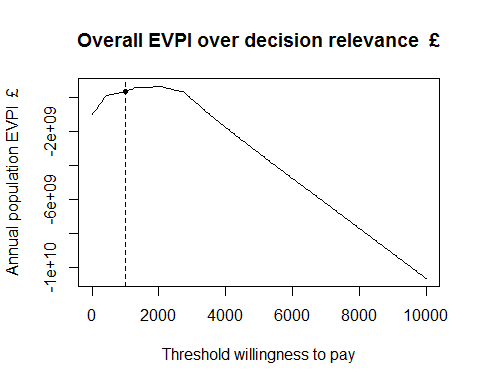 Overall EVPI over decision relevance £
Annual population EVPI £
-2e+09
-6e+09
-1e+10
0 2000 4000 6000 8000 10000
Threshold willingness to pay